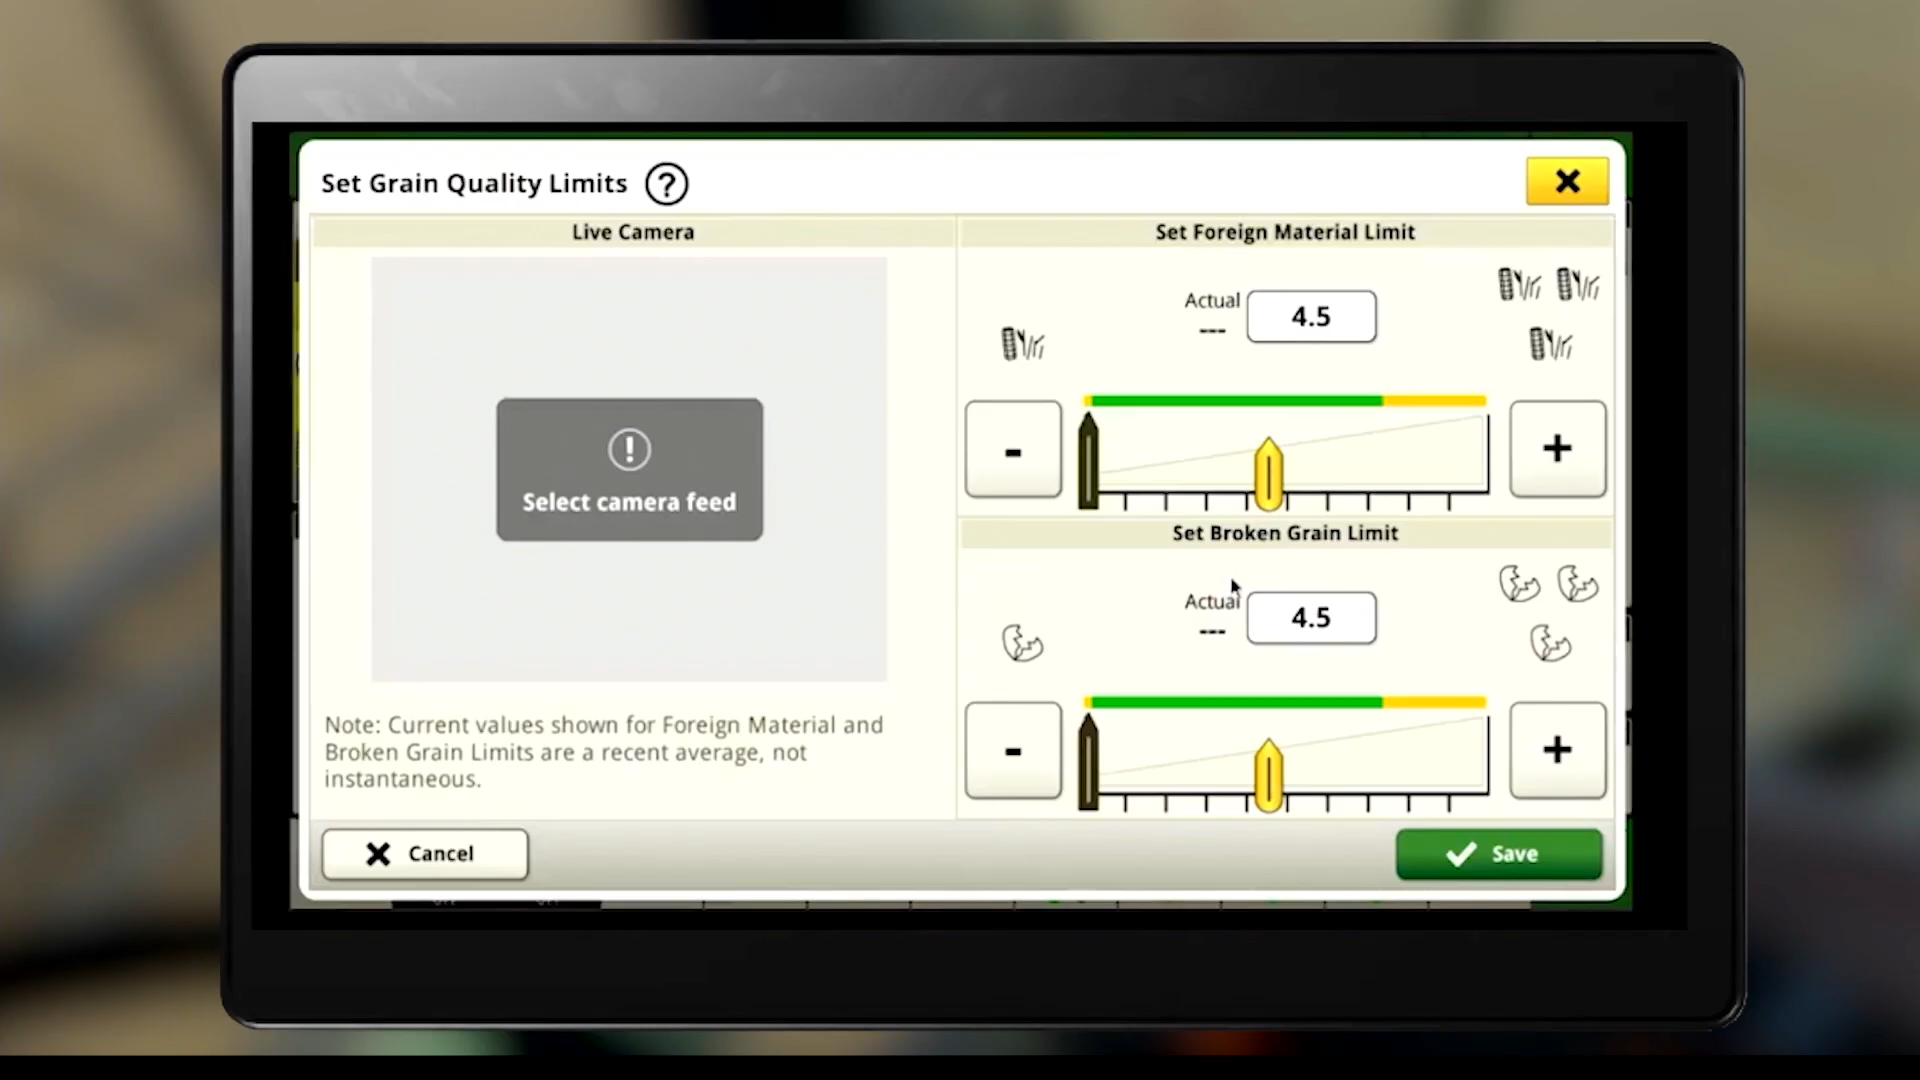 Set Grain Quality Limits ?
Live Camera
Select camera feed
Note: Current values shown for Foreign Material and
Broken Grain Limits are a recent average, not
instantaneous.
Set Foreign Material Limit
Actual
---
4.5
-
+
Set Broken Grain Limit
Actual
---
4.5
-
+
Cancel
Save